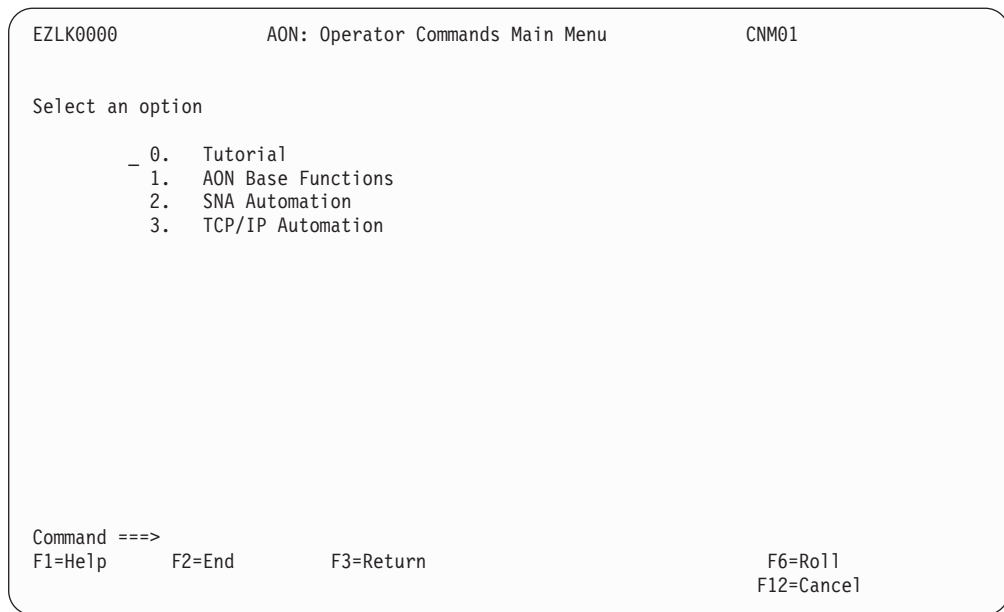 EZLK0000 AON: Operator Commands Main Menu CNM01
Select an option
_ 0. Tutorial
1. AON Base Functions
2. SNA Automation
3. TCP/IP Automation
Command ===>
F1=Help F2=End F3=Return F6=Roll
F12=Cancel